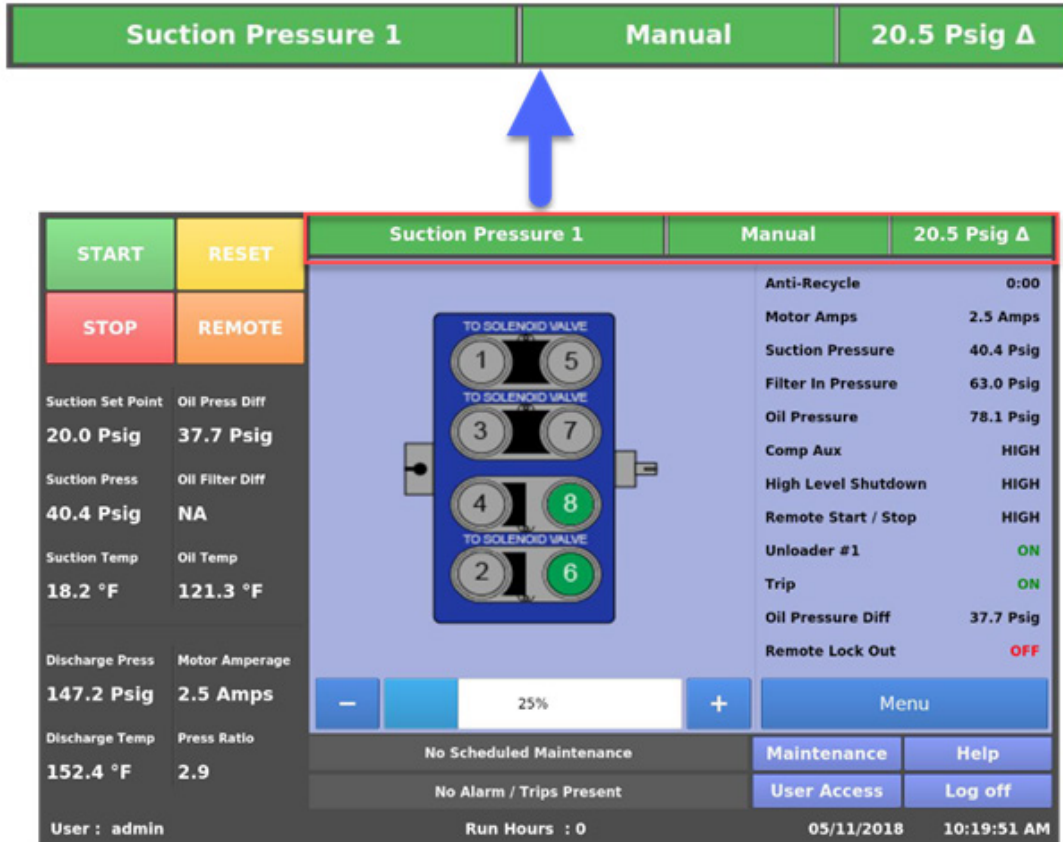 Suction Pressure 1 Manual 20.5 Psig Δ
Suction Pressure 1 Manual 20.5 Psig Δ
START RESET
STOP REMOTE
Suction Set Point Oil Press Diff
20.0 Psig 37.7 Psig
Suction Press Oil Filter Diff
40.4 Psig NA
Suction Temp Oil Temp
18.2 °F 121.3 °F
Discharge Press Motor Amperage
147.2 Psig 2.5 Amps
Discharge Temp Press Ratio
152.4 °F 2.9
TO SOLENOID VALVE
1 5
TO SOLENOID VALVE
3 7
4 8
TO SOLENOID VALVE
2 6
− 25% +
Anti-Recycle 0:00
Motor Amps 2.5 Amps
Suction Pressure 40.4 Psig
Filter In Pressure 63.0 Psig
Oil Pressure 78.1 Psig
Comp Aux HIGH
High Level Shutdown HIGH
Remote Start / Stop HIGH
Unloader #1 ON
Trip ON
Oil Pressure Diff 37.7 Psig
Remote Lock Out OFF
Menu
No Scheduled Maintenance Maintenance Help
No Alarm / Trips Present User Access Log off
User : admin Run Hours : 0 05/11/2018 10:19:51 AM